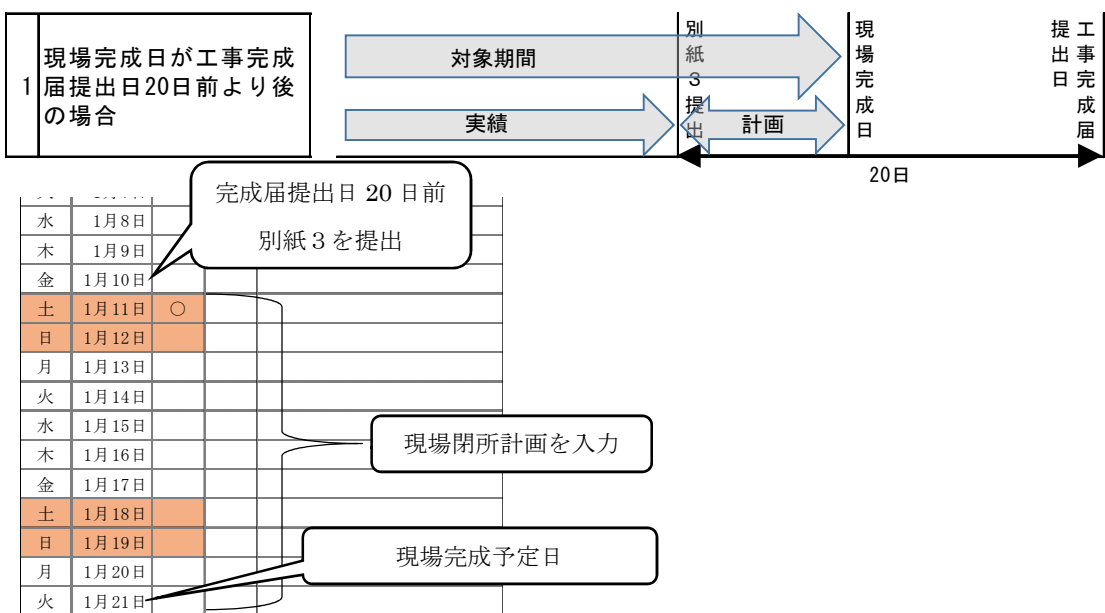 1
現場完成日が工事完成
届提出日20日前より後
の場合
対象期間
実績
別紙３提出
計画
現場完成日
工事完成届
提出日
20日
完成届提出日 20 日前
別紙３を提出
水 1月8日
木 1月9日
金 1月10日
土 1月11日 〇
日 1月12日
月 1月13日
火 1月14日
水 1月15日
木 1月16日
金 1月17日
土 1月18日
日 1月19日
月 1月20日
火 1月21日
現場閉所計画を入力
現場完成予定日